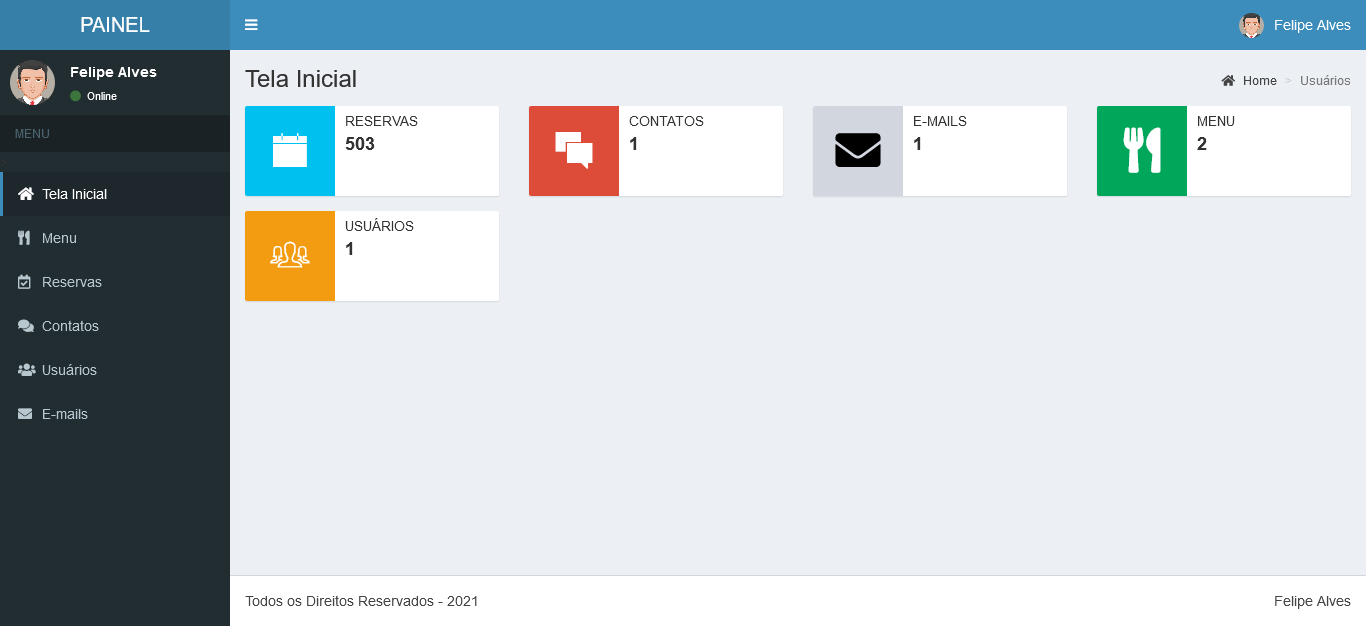 PAINEL
Felipe Alves
Felipe Alves
Online
MENU
Tela Inicial
Menu
Reservas
Contatos
Usuários
E-mails
Tela Inicial
Home > Usuários
RESERVAS
503
CONTATOS
1
E-MAILS
1
MENU
2
USUÁRIOS
1
Todos os Direitos Reservados - 2021
Felipe Alves